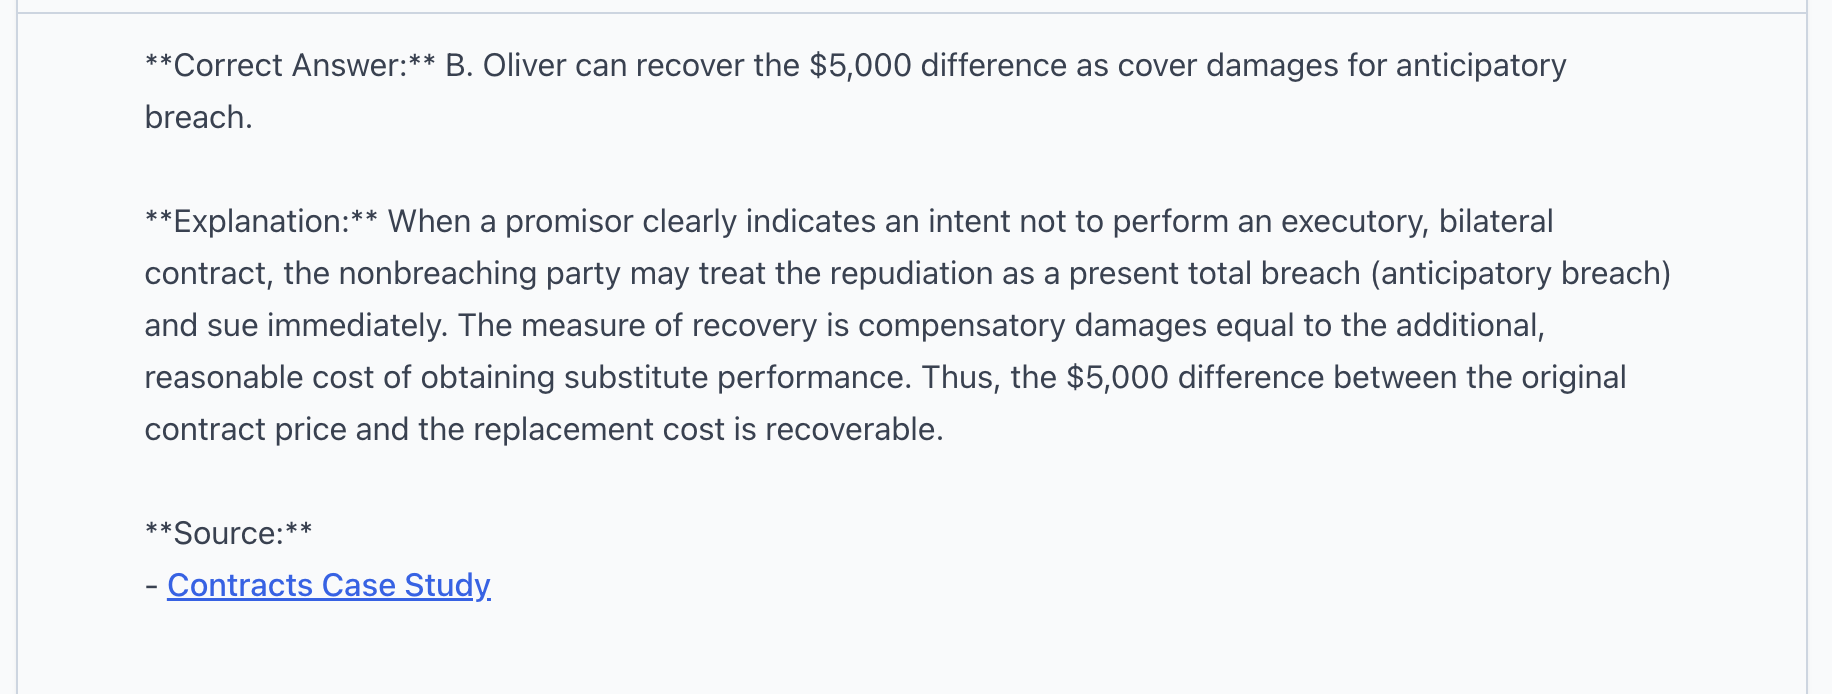 **Correct Answer:** B. Oliver can recover the $5,000 difference as cover damages for anticipatory
breach.
**Explanation:** When a promisor clearly indicates an intent not to perform an executory, bilateral
contract, the nonbreaching party may treat the repudiation as a present total breach (anticipatory breach)
and sue immediately. The measure of recovery is compensatory damages equal to the additional,
reasonable cost of obtaining substitute performance. Thus, the $5,000 difference between the original
contract price and the replacement cost is recoverable.
**Source:**
- Contracts Case Study